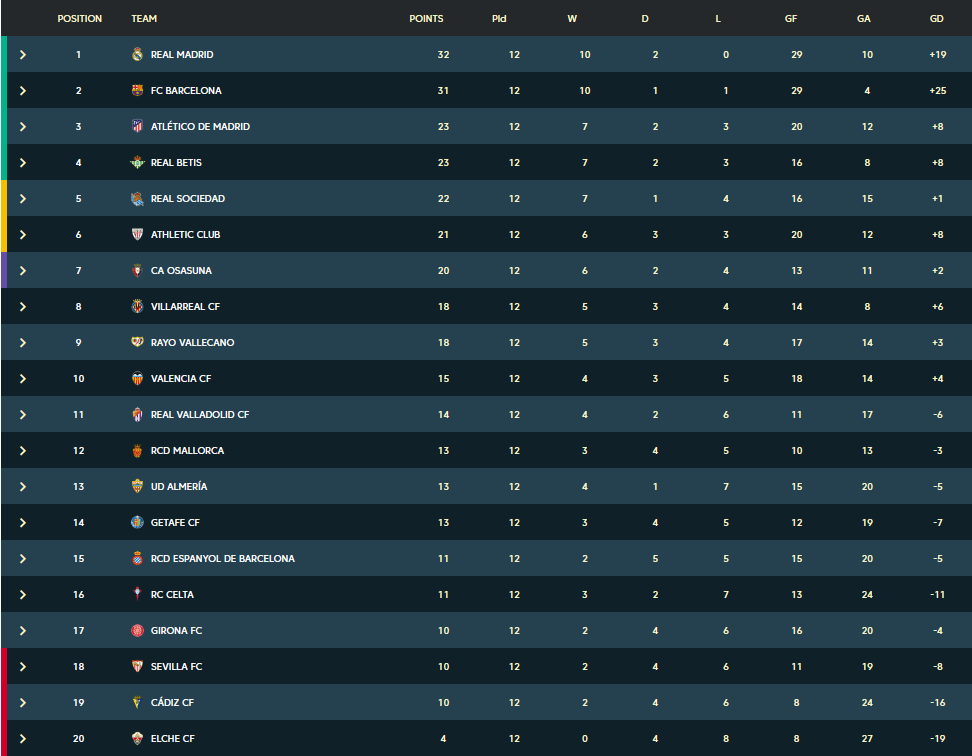 POSITION TEAM POINTS Pld W D L GF GA GD
1 REAL MADRID 32 12 10 2 0 29 10 +19
2 FC BARCELONA 31 12 10 1 1 29 4 +25
3 ATLÉTICO DE MADRID 23 12 7 2 3 20 12 +8
4 REAL BETIS 23 12 7 2 3 16 8 +8
5 REAL SOCIEDAD 22 12 7 1 4 16 15 +1
6 ATHLETIC CLUB 21 12 6 3 3 20 12 +8
7 CA OSASUNA 20 12 6 2 4 13 11 +2
8 VILLARREAL CF 18 12 5 3 4 14 8 +6
9 RAYO VALLECANO 18 12 5 3 4 17 14 +3
10 VALENCIA CF 15 12 4 3 5 18 14 +4
11 REAL VALLADOLID CF 14 12 4 2 6 11 17 -6
12 RCD MALLORCA 13 12 3 4 5 10 13 -3
13 UD ALMERÍA 13 12 4 1 7 15 20 -5
14 GETAFE CF 13 12 3 4 5 12 19 -7
15 RCD ESPANYOL DE BARCELONA 11 12 2 5 5 15 20 -5
16 RC CELTA 11 12 3 2 7 13 24 -11
17 GIRONA FC 10 12 2 4 6 16 20 -4
18 SEVILLA FC 10 12 2 4 6 11 19 -8
19 CÁDIZ CF 10 12 2 4 6 8 24 -16
20 ELCHE CF 4 12 0 4 8 8 27 -19